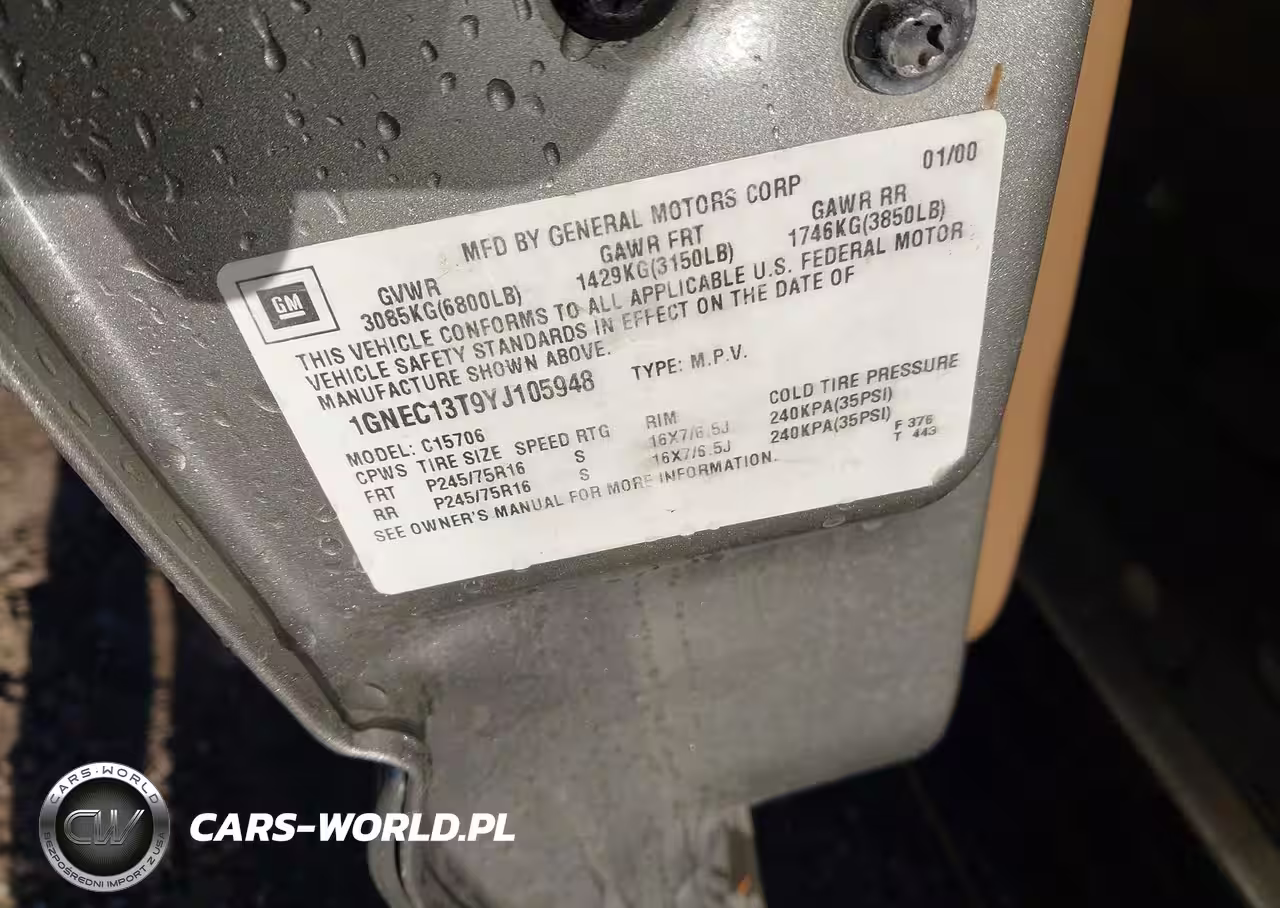 01/00
MFD BY GENERAL MOTORS CORP
GVWR GAWR FRT GAWR RR
3085KG(6800LB) 1429KG(3150LB) 1746KG(3850LB)
GM
THIS VEHICLE CONFORMS TO ALL APPLICABLE U.S. FEDERAL MOTOR
VEHICLE SAFETY STANDARDS IN EFFECT ON THE DATE OF
MANUFACTURE SHOWN ABOVE.
1GNEC13T9YJ105948 TYPE: M.P.V.
MODEL: C15706
CPWS TIRE SIZE SPEED RTG RIM COLD TIRE PRESSURE
FRT P245/75R16 S 16X7/6.5J 240KPA(35PSI)
RR P245/75R16 S 16X7/6.5J 240KPA(35PSI)
F 376
T 443
SEE OWNER'S MANUAL FOR MORE INFORMATION.
CARS-WORLD
CW
BEZPOŚREDNI IMPORT Z USA
CARS-WORLD.PL